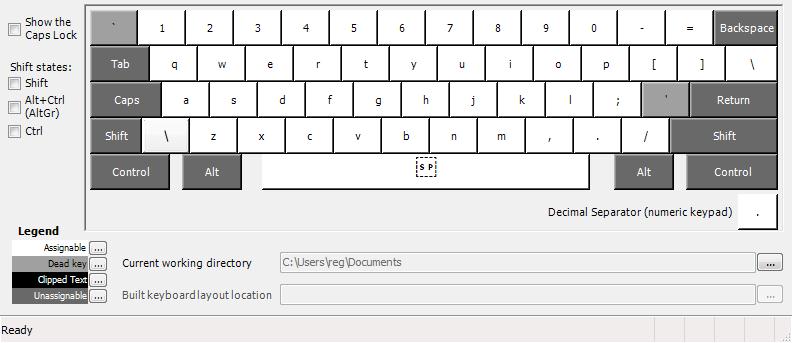 Show the
Caps Lock
Shift states:
Shift
Alt+Ctrl
(AltGr)
Ctrl
` 1 2 3 4 5 6 7 8 9 0 - = Backspace
Tab q w e r t y u i o p [ ] \
Caps a s d f g h j k l ; ' Return
Shift \ z x c v b n m , . / Shift
Control Alt SP Alt Control
Decimal Separator (numeric keypad) .
Legend
Assignable ...
Dead key ...
Clipped Text ...
Unassignable ...
Current working directory C:\Users\reg\Documents ...
Built keyboard layout location ...
Ready